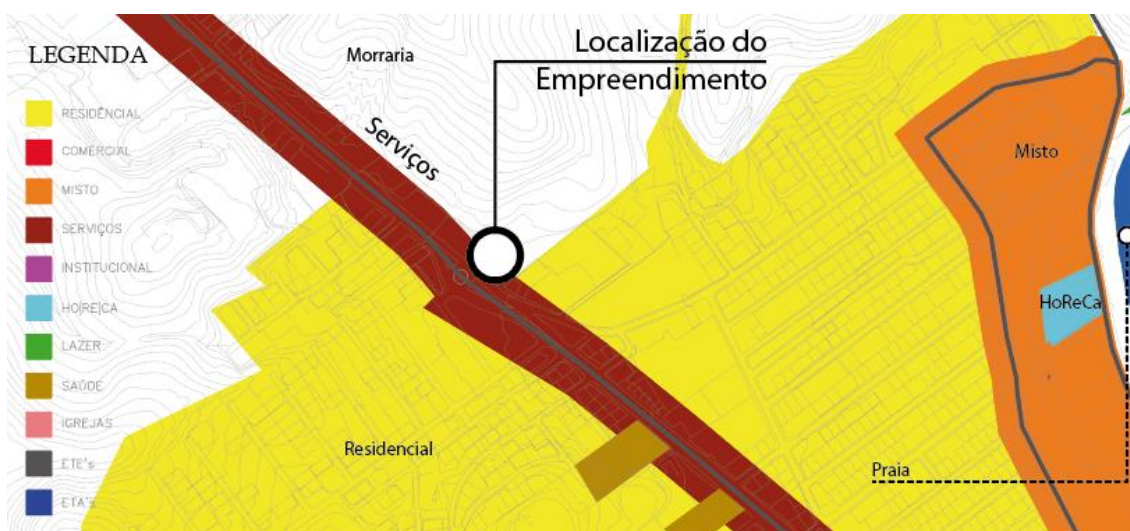 LEGENDA
RESIDÊNCIAL
COMERCIAL
MISTO
SERVIÇOS
INSTITUCIONAL
HO|RE|CA
LAZER
SAÚDE
IGREJAS
ETE's
ETA's
Morraria
Localização do
Empreendimento
Serviços
Misto
HoReCa
Residencial
Praia